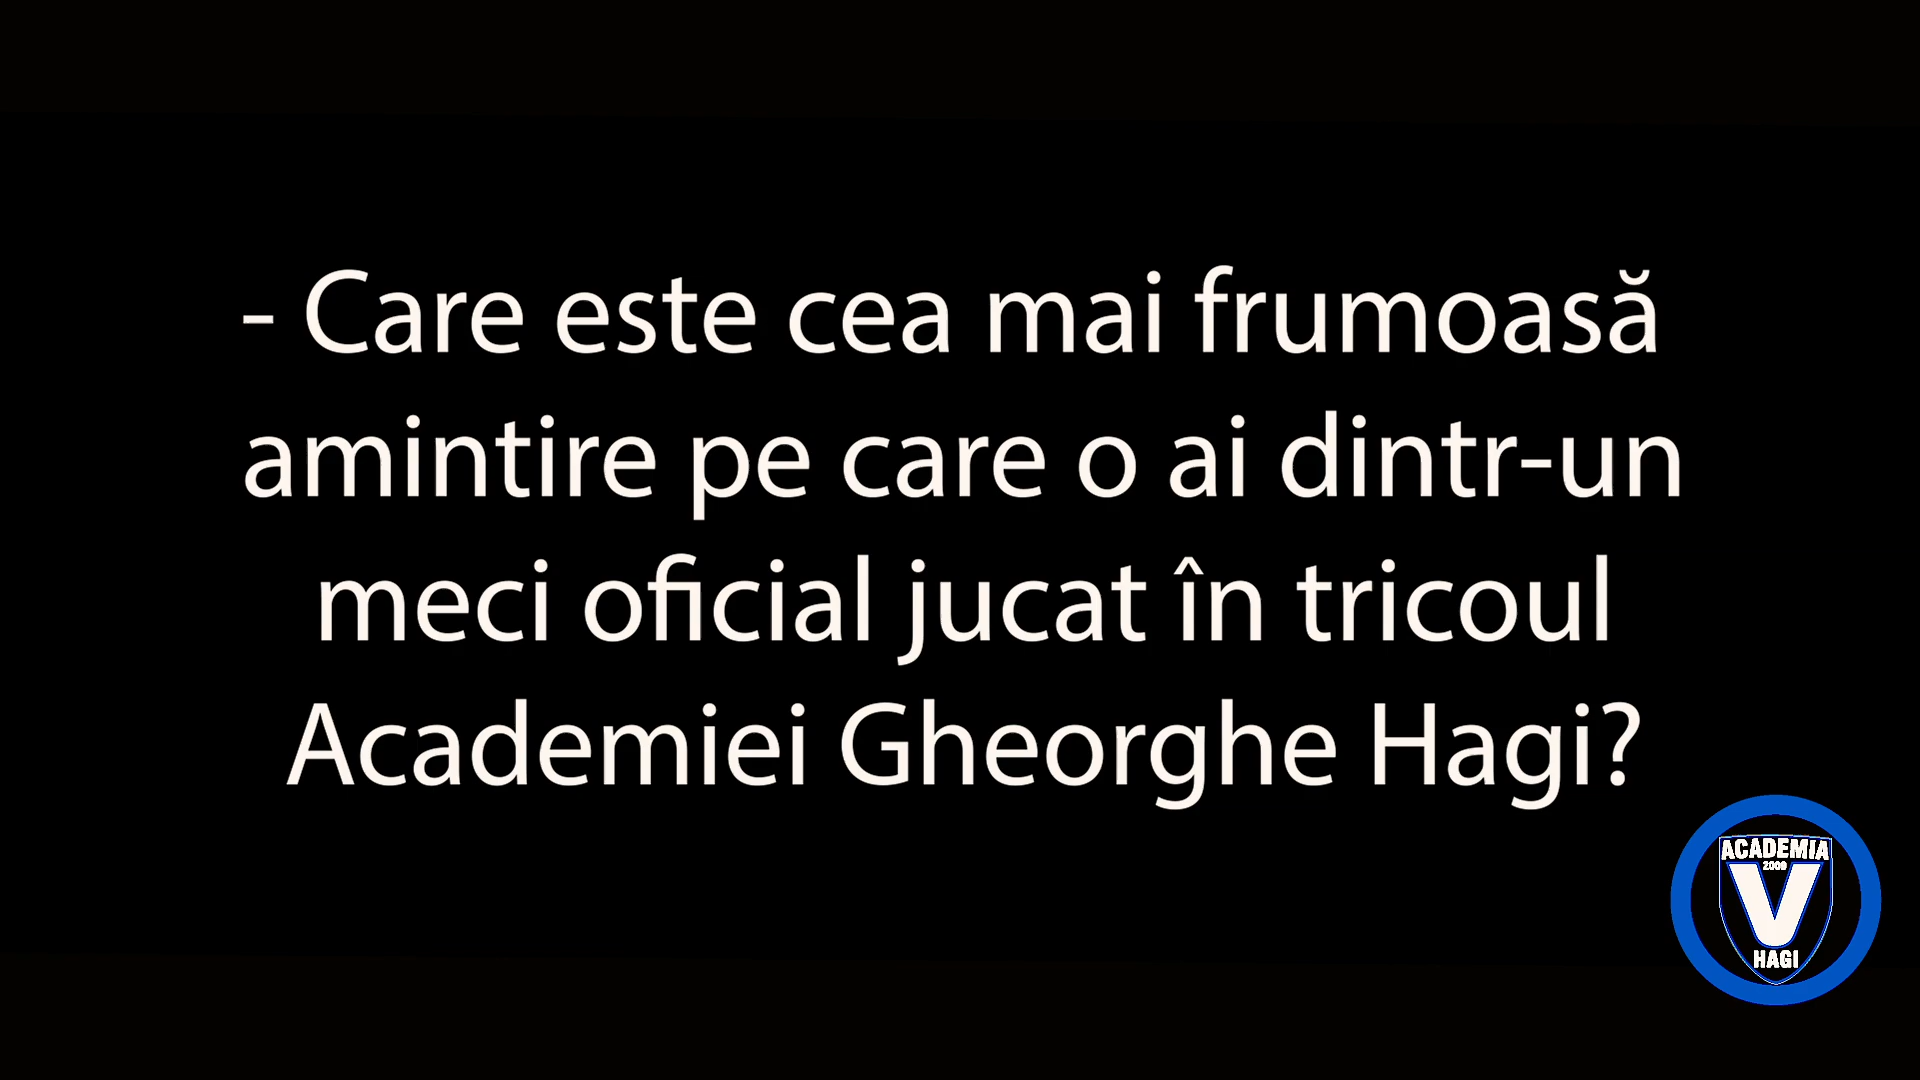 - Care este cea mai frumoasă
amintire pe care o ai dintr-un
meci oficial jucat în tricoul
Academiei Gheorghe Hagi?
ACADEMIA
2009
V
HAGI